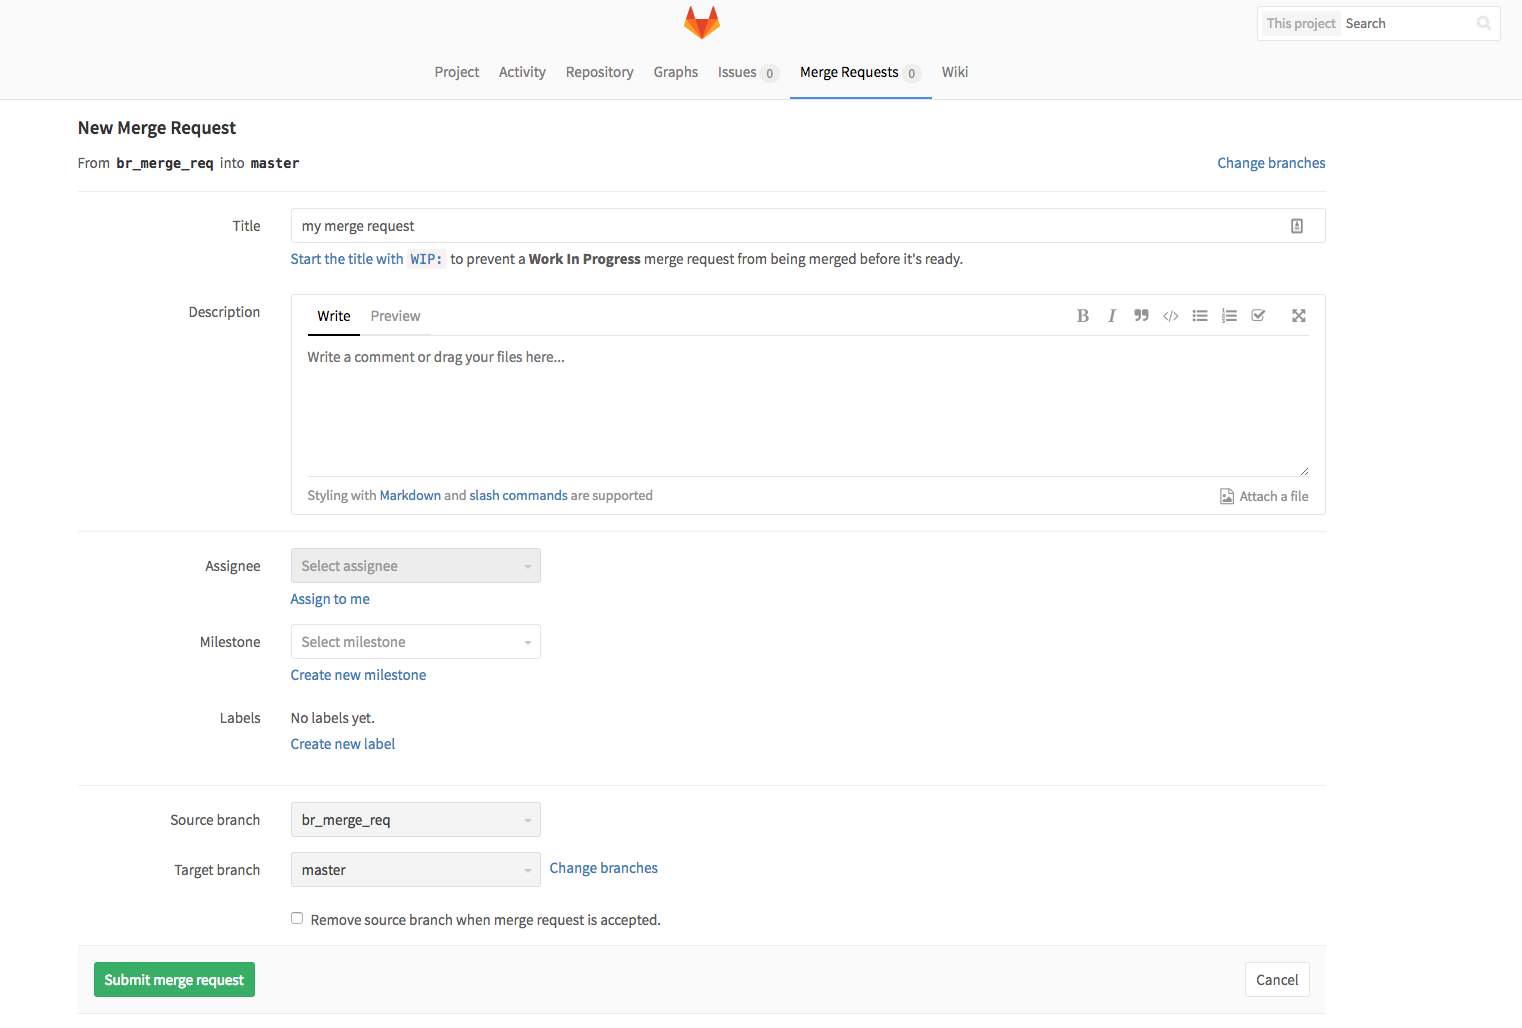 This project Search
Project Activity Repository Graphs Issues 0 Merge Requests 0 Wiki
New Merge Request
From br_merge_req into master Change branches
Title my merge request
Start the title with WIP: to prevent a Work In Progress merge request from being merged before it's ready.
Description Write Preview B I
Write a comment or drag your files here...
Styling with Markdown and slash commands are supported Attach a file
Assignee Select assignee
Assign to me
Milestone Select milestone
Create new milestone
Labels No labels yet.
Create new label
Source branch br_merge_req
Target branch master Change branches
Remove source branch when merge request is accepted.
Submit merge request Cancel